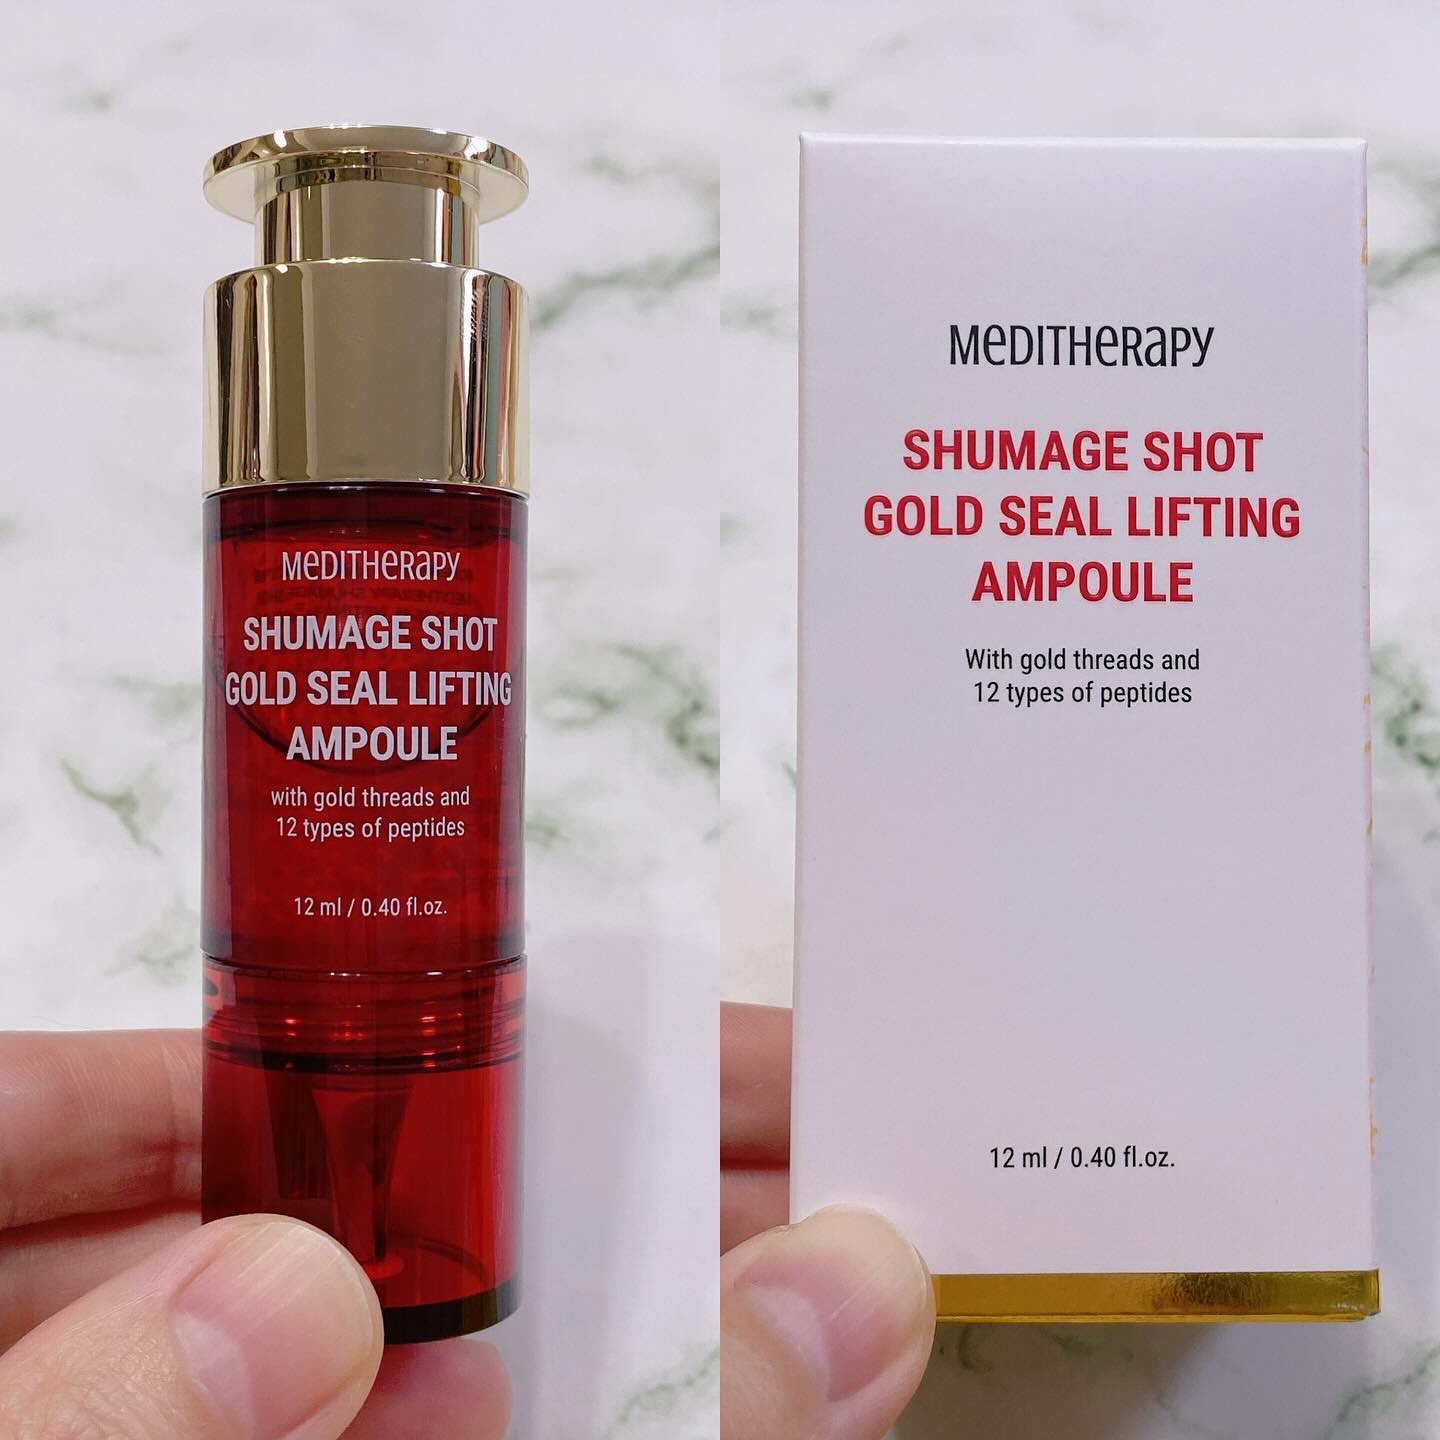 MeDITHeRaPY
SHUMAGE SHOT
GOLD SEAL LIFTING
AMPOULE
with gold threads and
12 types of peptides
12 ml / 0.40 fl.oz.
MeDITHeRaPY
SHUMAGE SHOT
GOLD SEAL LIFTING
AMPOULE
With gold threads and
12 types of peptides
12 ml / 0.40 fl.oz.